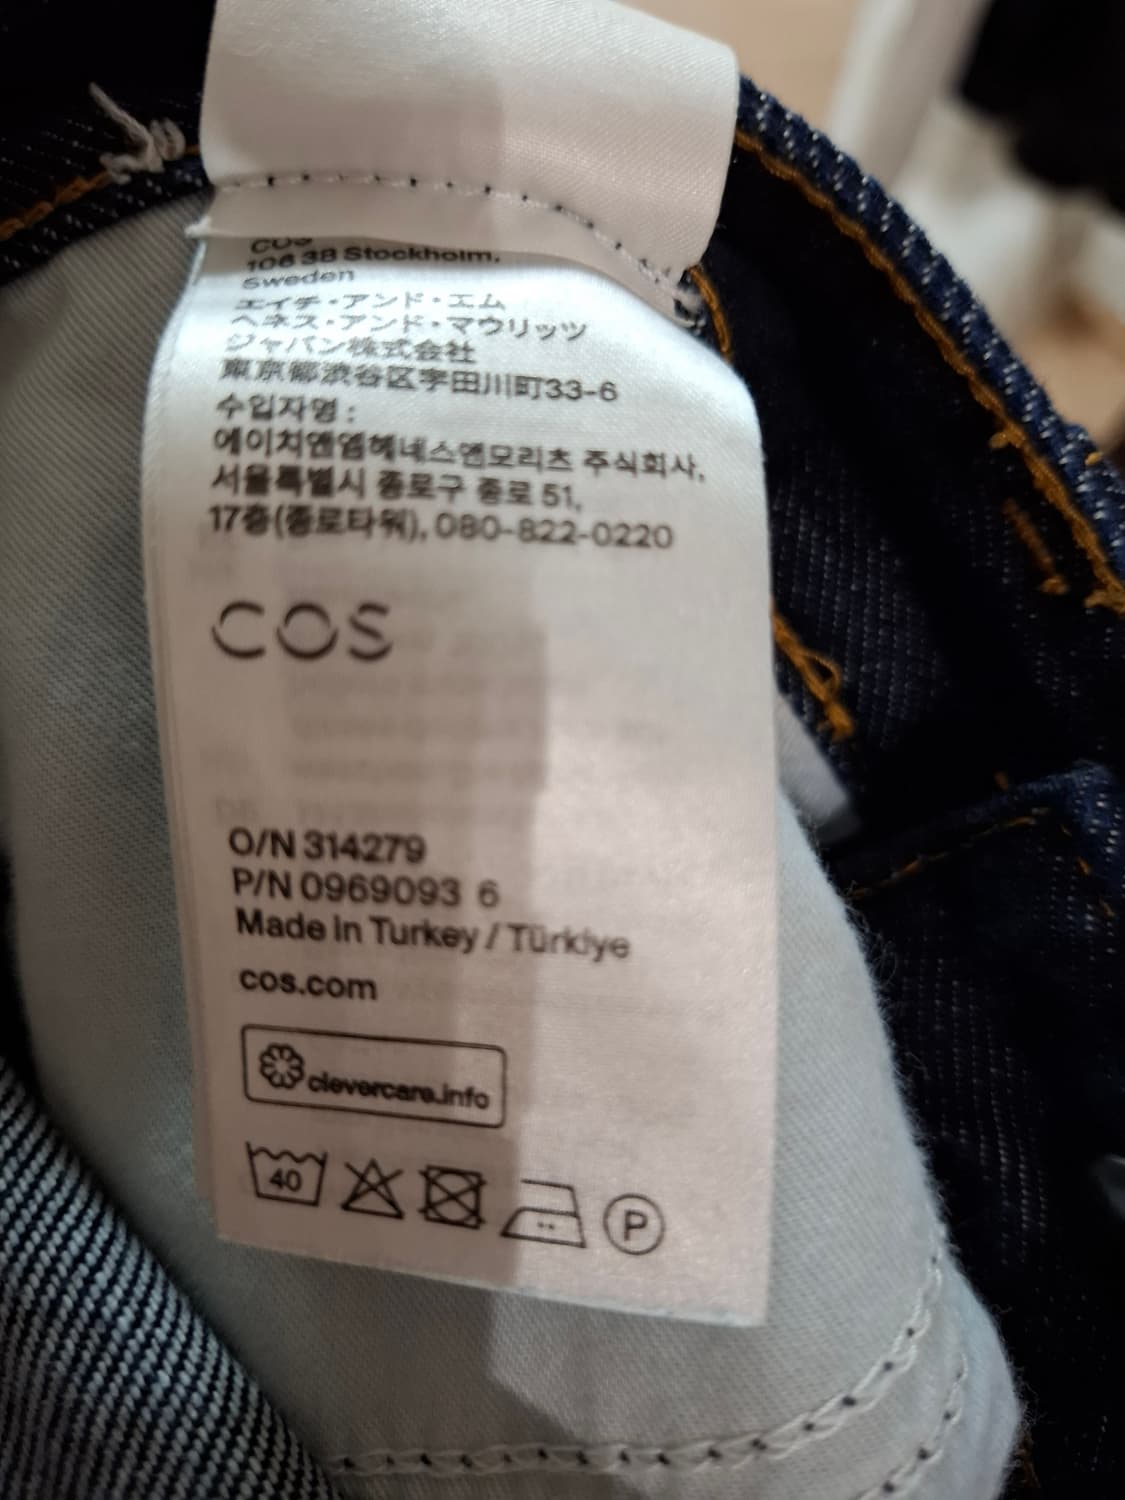 COS
106 38 Stockholm,
Sweden
エイチ・アンド・エム
ヘネス・アンド・マウリッツ
ジャパン株式会社
東京都渋谷区宇田川町33-6
수입자명 :
에이치앤엠헤네스앤모리츠 주식회사,
서울특별시 종로구 종로 51,
17층(종로타워), 080-822-0220
COS
O/N 314279
P/N 0969093 6
Made in Turkey / Türkiye
cos.com
clevercare.info
40
P